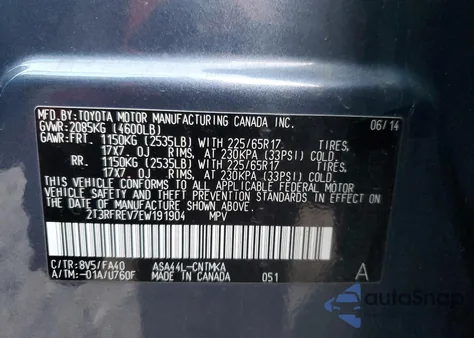 MFD.BY: TOYOTA MOTOR MANUFACTURING CANADA INC. 06/14
GVWR: 2085KG (4600LB)
GAWR: FRT. 1150KG (2535LB) WITH 225/65R17 TIRES,
17X7 0J RIMS, AT 230KPA (33PSI) COLD.
RR. 1150KG (2535LB) WITH 225/65R17 TIRES,
17X7 0J RIMS, AT 230KPA (33PSI) COLD.
THIS VEHICLE CONFORMS TO ALL APPLICABLE FEDERAL MOTOR
VEHICLE SAFETY AND THEFT PREVENTION STANDARDS IN
EFFECT ON THE DATE OF MANUFACTURE SHOWN ABOVE.
2T3RFREV7EW191904 MPV
C/TR: 8V5/FA40 ASA44L-CNTMKA
A/TM: -01A/U760F MADE IN CANADA 051 A
autoSnap